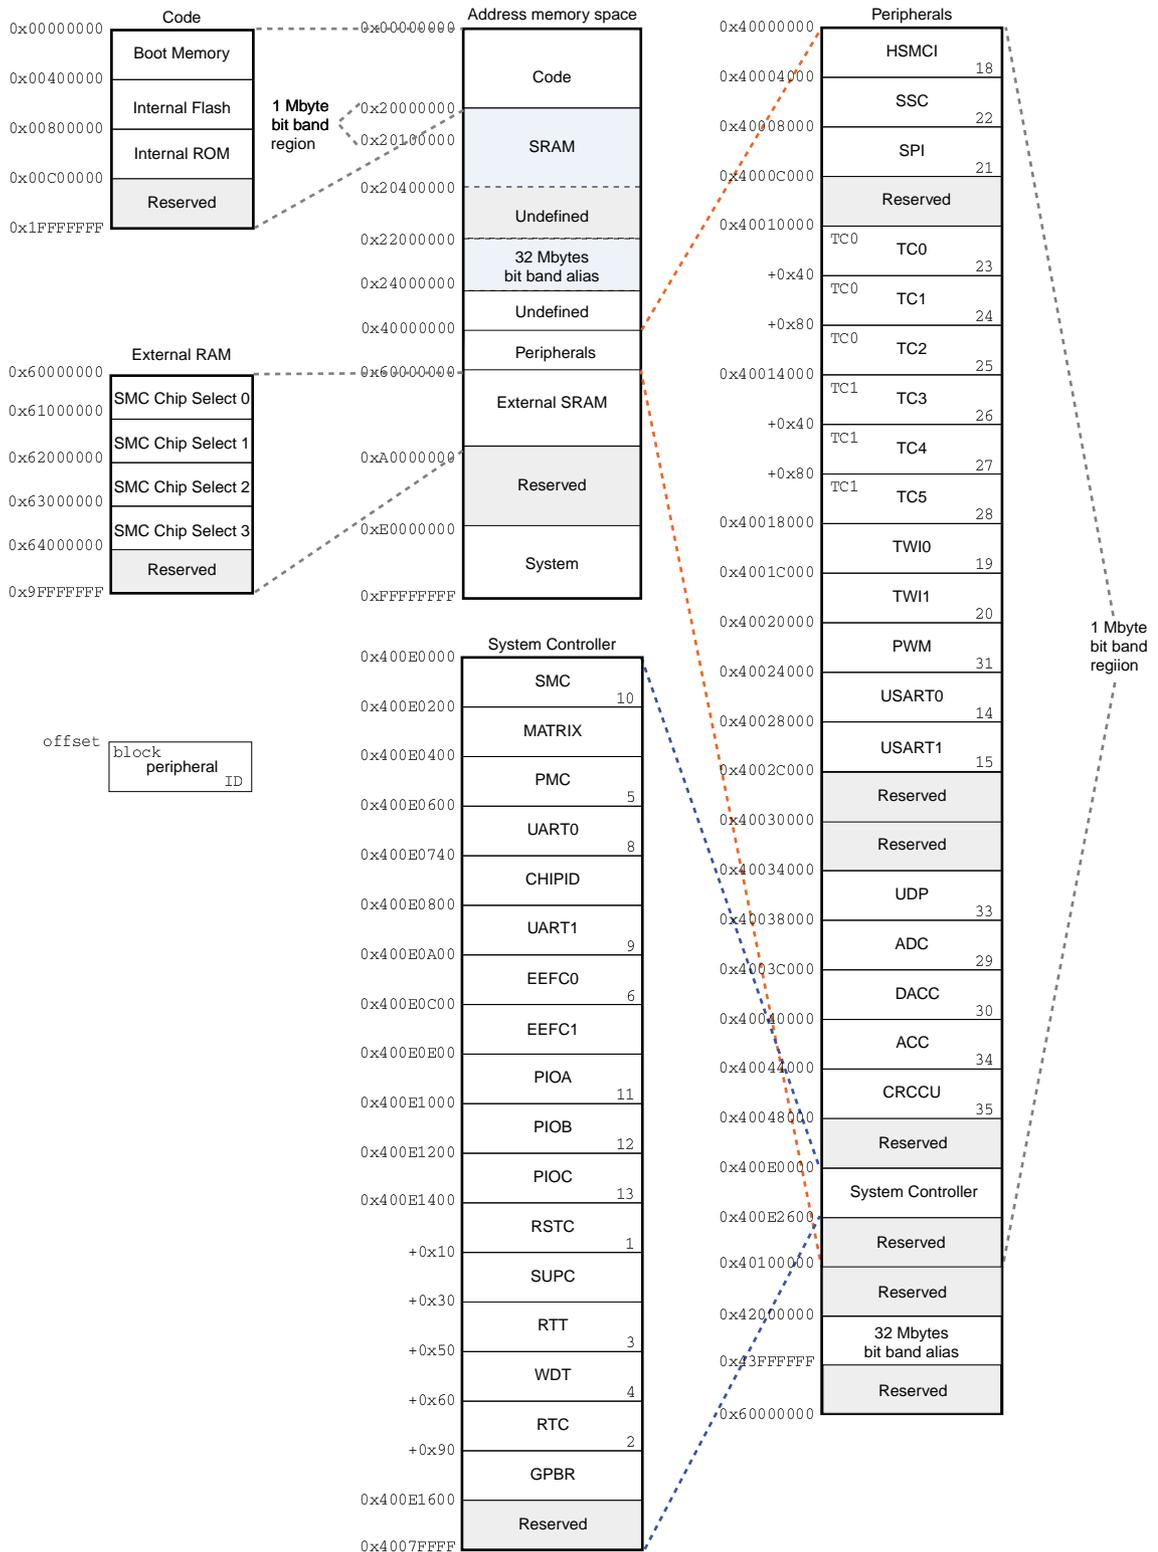 Code
0x00000000
Boot Memory
0x00400000
Internal Flash
0x00800000
Internal ROM
0x00C00000
Reserved
0x1FFFFFFF
1 Mbyte
bit band
region
External RAM
0x60000000
SMC Chip Select 0
0x61000000
SMC Chip Select 1
0x62000000
SMC Chip Select 2
0x63000000
SMC Chip Select 3
0x64000000
Reserved
0x9FFFFFFF
offset
block
peripheral
ID
Address memory space
0x00000000
Code
0x20000000
0x20100000
SRAM
0x20400000
Undefined
0x22000000
32 Mbytes
bit band alias
0x24000000
Undefined
0x40000000
Peripherals
0x60000000
External SRAM
0xA0000000
Reserved
0xE0000000
System
0xFFFFFFFF
System Controller
0x400E0000
SMC
10
0x400E0200
MATRIX
0x400E0400
PMC
5
0x400E0600
UART0
8
0x400E0740
CHIPID
0x400E0800
UART1
9
0x400E0A00
EEFC0
6
0x400E0C00
EEFC1
0x400E0E00
PIOA
11
0x400E1000
PIOB
12
0x400E1200
PIOC
13
0x400E1400
RSTC
1
+0x10
SUPC
+0x30
RTT
3
+0x50
WDT
4
+0x60
RTC
2
+0x90
GPBR
0x400E1600
Reserved
0x4007FFFF
Peripherals
0x40000000
HSMCI
18
0x40004000
SSC
22
0x40008000
SPI
21
0x4000C000
Reserved
0x40010000
TC0
TC0
23
+0x40
TC0
TC1
24
+0x80
TC0
TC2
25
0x40014000
TC1
TC3
26
+0x40
TC1
TC4
27
+0x80
TC1
TC5
28
0x40018000
TWI0
19
0x4001C000
TWI1
20
0x40020000
PWM
31
0x40024000
USART0
14
0x40028000
USART1
15
0x4002C000
Reserved
0x40030000
Reserved
0x40034000
UDP
33
0x40038000
ADC
29
0x4003C000
DACC
30
0x40040000
ACC
34
0x40044000
CRCCU
35
0x40048000
Reserved
0x400E0000
System Controller
0x400E2600
Reserved
0x40100000
Reserved
0x42000000
32 Mbytes
bit band alias
0x43FFFFFF
Reserved
0x60000000
1 Mbyte
bit band
regiion